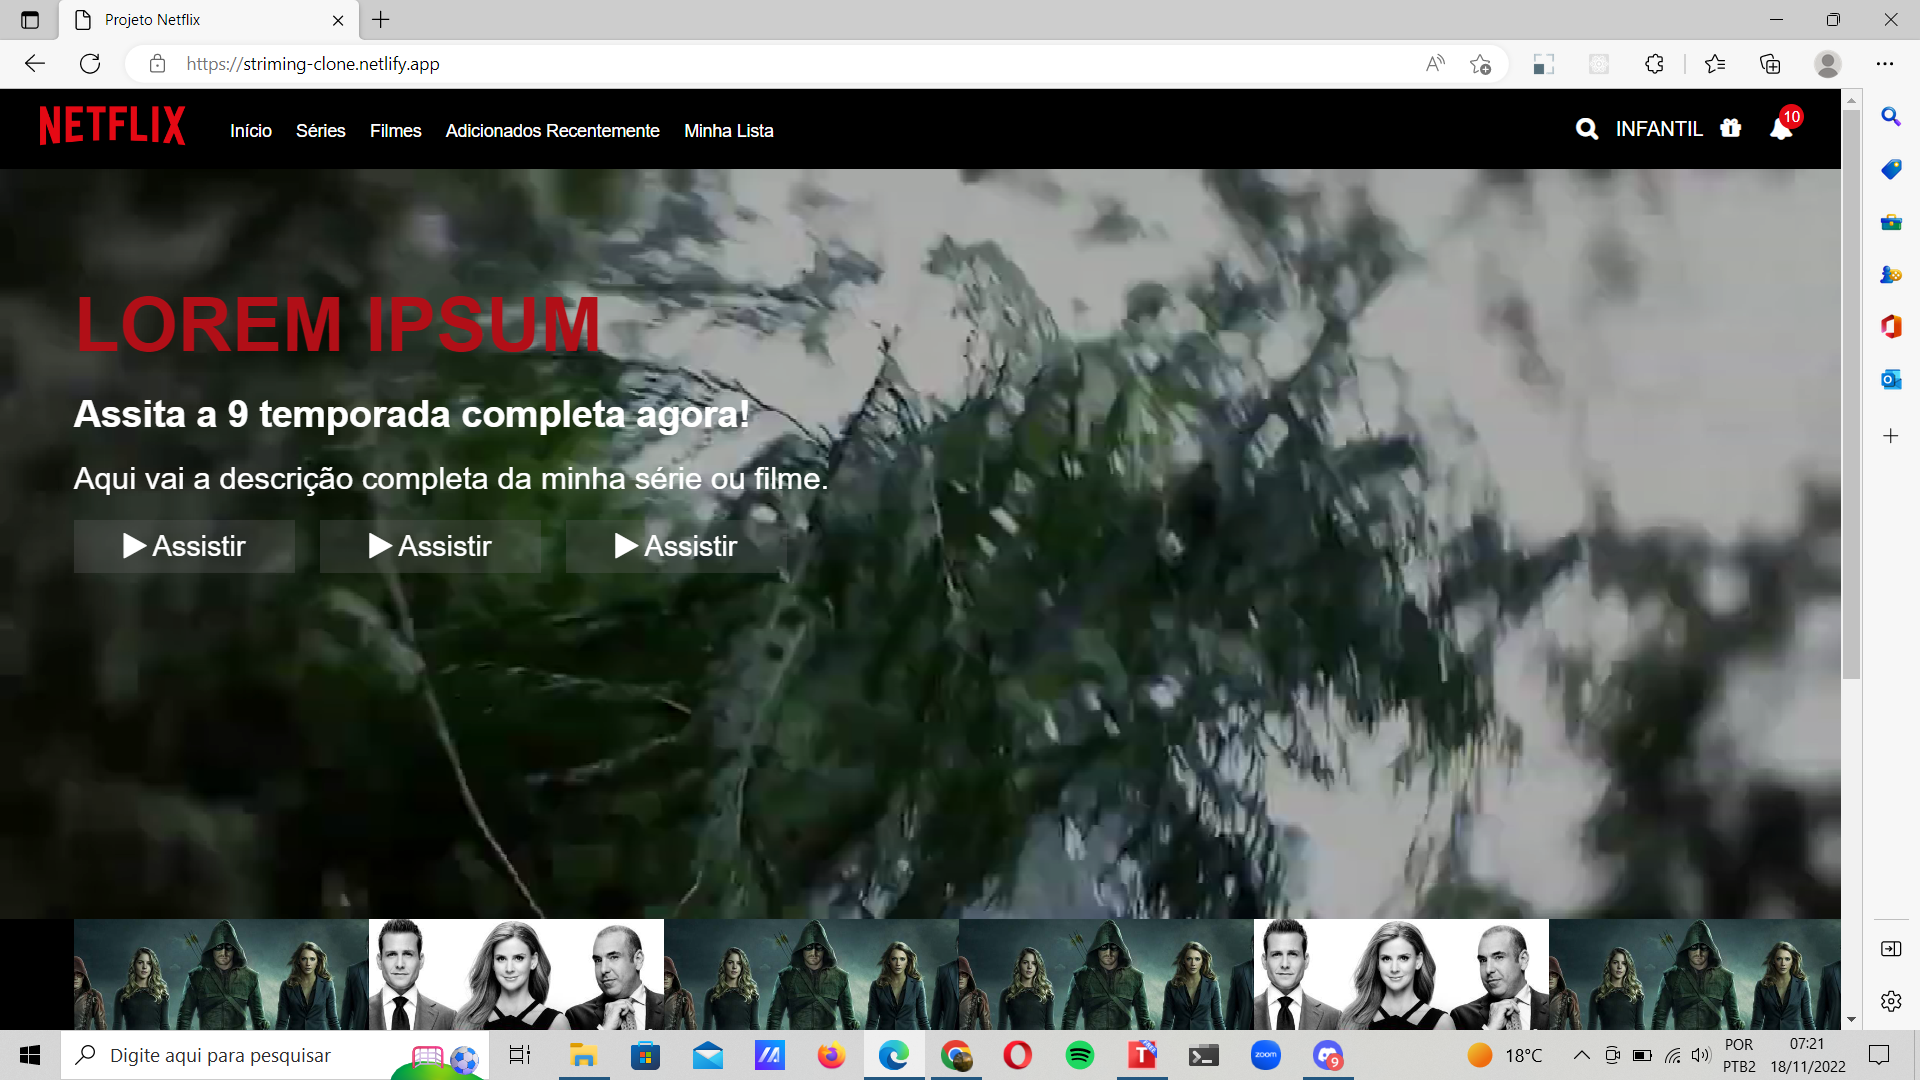 Projeto Netflix
https://striming-clone.netlify.app
NETFLIX
Início Séries Filmes Adicionados Recentemente Minha Lista
INFANTIL
10
LOREM IPSUM
Assita a 9 temporada completa agora!
Aqui vai a descrição completa da minha série ou filme.
Assistir Assistir Assistir
Digite aqui para pesquisar
zoom
9
18°C
POR
PTB2
07:21
18/11/2022